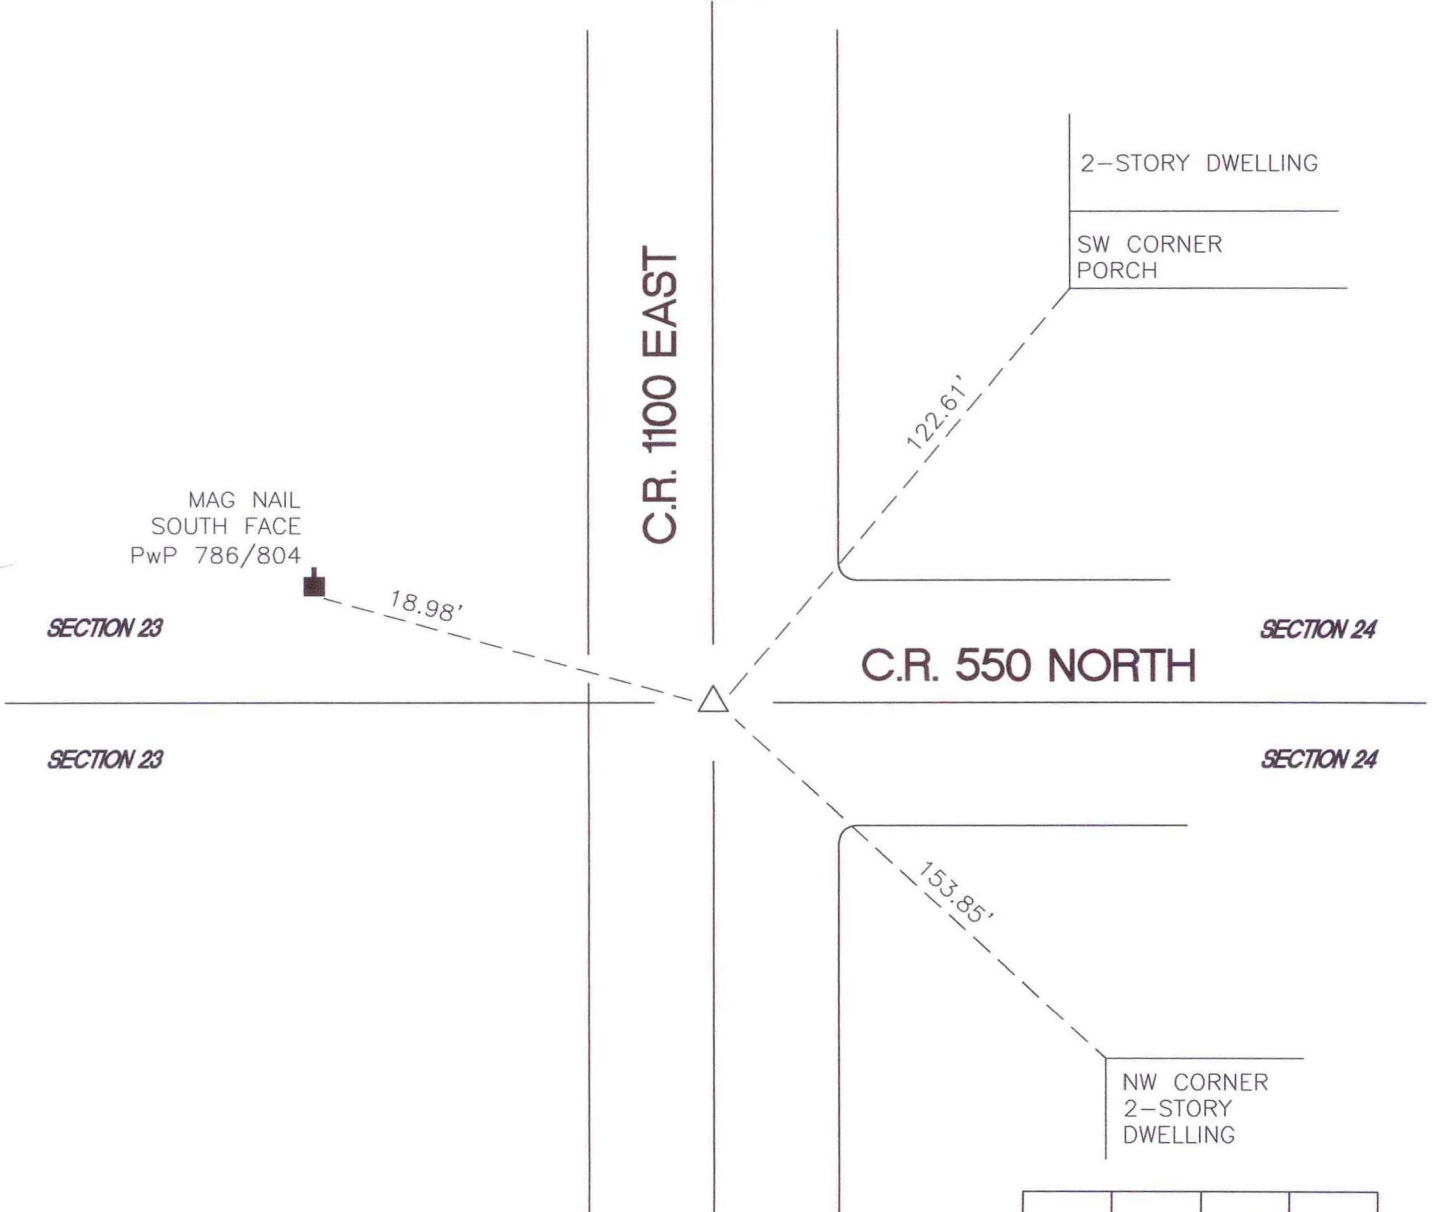 2-STORY DWELLING
SW CORNER
PORCH
C.R. 1100 EAST
122.61'
MAG NAIL
SOUTH FACE
PwP 786/804
18.98'
SECTION 23
SECTION 24
C.R. 550 NORTH
SECTION 23
SECTION 24
153.85'
NW CORNER
2-STORY
DWELLING